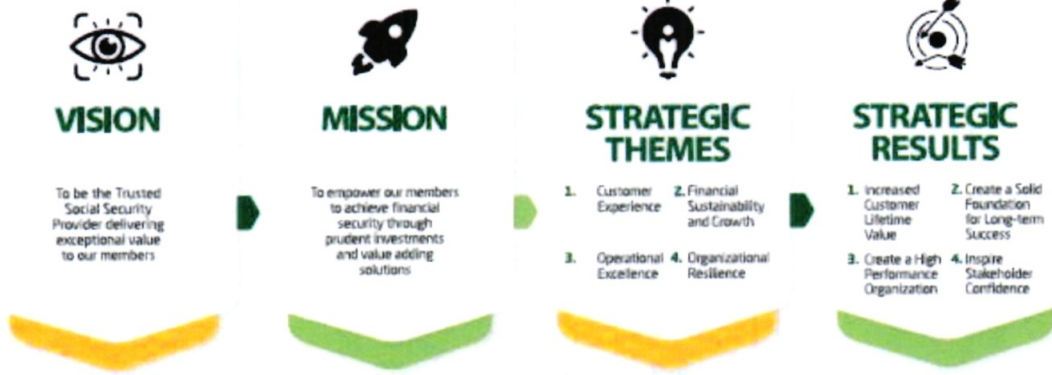 VISION
To be the Trusted
Social Security
Provider delivering
exceptional value
to our members
MISSION
To empower our members
to achieve financial
security through
prudent investments
and value adding
solutions
STRATEGIC
THEMES
1. Customer
Experience
2. Financial
Sustainability
and Growth
3. Operational
Excellence
4. Organizational
Resilience
STRATEGIC
RESULTS
1. Increased
Customer
Lifetime
Value
2. Create a Solid
Foundation
for Long-term
Success
3. Create a High
Performance
Organization
4. Inspire
Stakeholder
Confidence